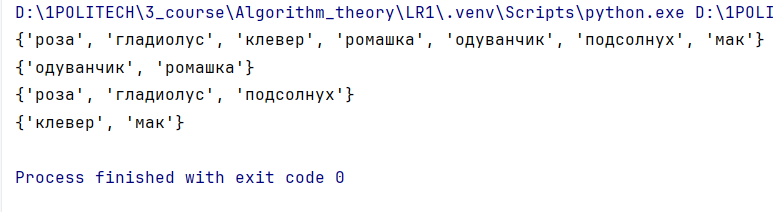 D:\1POLITECH\3_course\Algorithm_theory\LR1\.venv\Scripts\python.exe D:\1POLI
{'роза', 'гладиолус', 'клевер', 'ромашка', 'одуванчик', 'подсолнух', 'мак'}
{'одуванчик', 'ромашка'}
{'роза', 'гладиолус', 'подсолнух'}
{'клевер', 'мак'}
Process finished with exit code 0